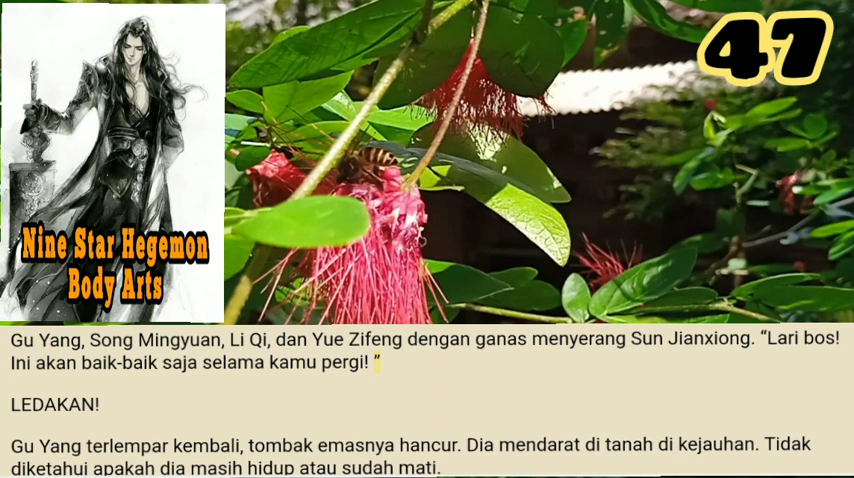 47
Nine Star Hegemon
Body Arts
Gu Yang, Song Mingyuan, Li Qi, dan Yue Zifeng dengan ganas menyerang Sun Jianxiong. “Lari bos!
Ini akan baik-baik saja selama kamu pergi! ”
LEDAKAN!
Gu Yang terlempar kembali, tombak emasnya hancur. Dia mendarat di tanah di kejauhan. Tidak
diketahui apakah dia masih hidup atau sudah mati.